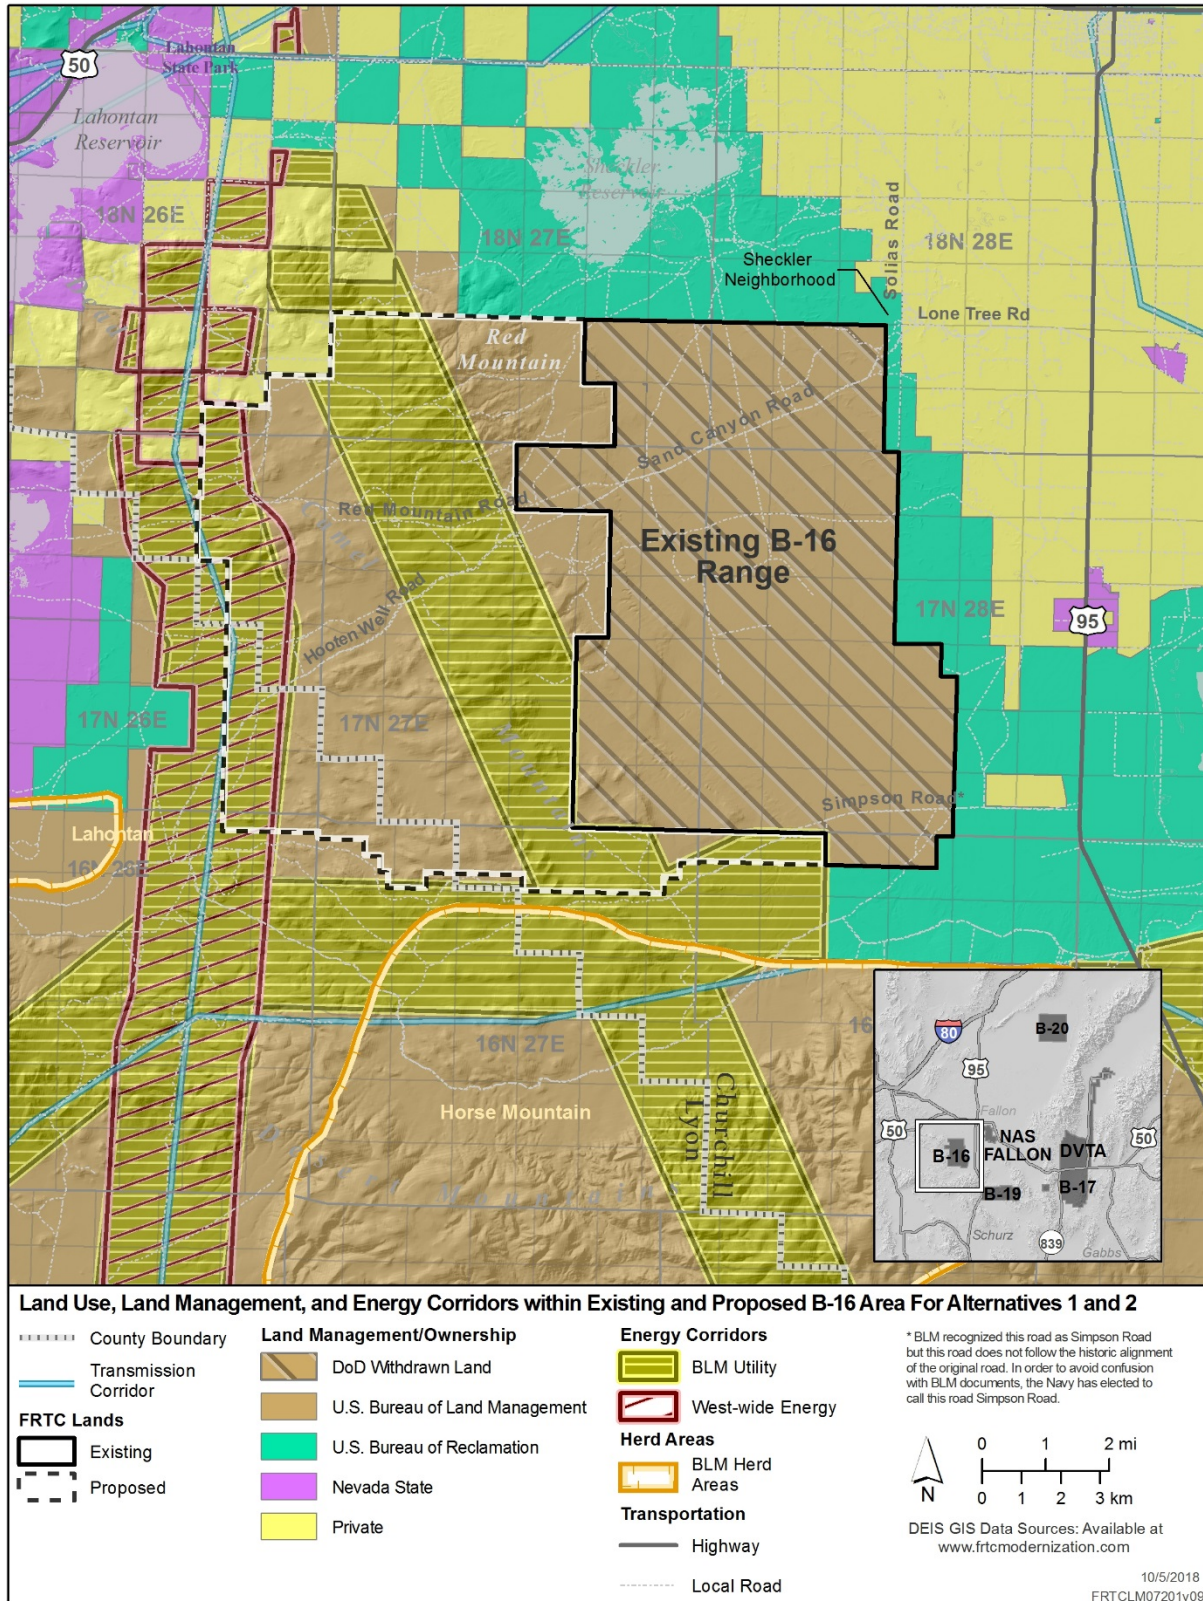 50
Lahontan
State Park
Lahontan
Reservoir
Sheckler
Reservoir
18N 26E
18N 27E
Solias Road
18N 28E
Sheckler
Neighborhood
Lone Tree Rd
Red
Mountain
Sand Canyon Road
Red Mountain Road
Existing B-16
Range
Hooten Well Road
17N 28E
95
17N 26E
17N 27E
Mountains
Simpson Road*
Lahontan
16N 26E
16N 27E
16
Horse Mountain
Churchill
Lyon
Mountains
80
B-20
95
Fallon
50
NAS
FALLON
DVTA
50
B-16
B-19
B-17
Schurz
839
Gabbs
Land Use, Land Management, and Energy Corridors within Existing and Proposed B-16 Area For Alternatives 1 and 2
County Boundary
Transmission
Corridor
FRTC Lands
Existing
Proposed
Land Management/Ownership
DoD Withdrawn Land
U.S. Bureau of Land Management
U.S. Bureau of Reclamation
Nevada State
Private
Energy Corridors
BLM Utility
West-wide Energy
Herd Areas
BLM Herd
Areas
Transportation
Highway
Local Road
* BLM recognized this road as Simpson Road
but this road does not follow the historic alignment
of the original road. In order to avoid confusion
with BLM documents, the Navy has elected to
call this road Simpson Road.
N
0 1 2 mi
0 1 2 3 km
DEIS GIS Data Sources: Available at
www.frtcmodernization.com
10/5/2018
FRTCLM07201v09